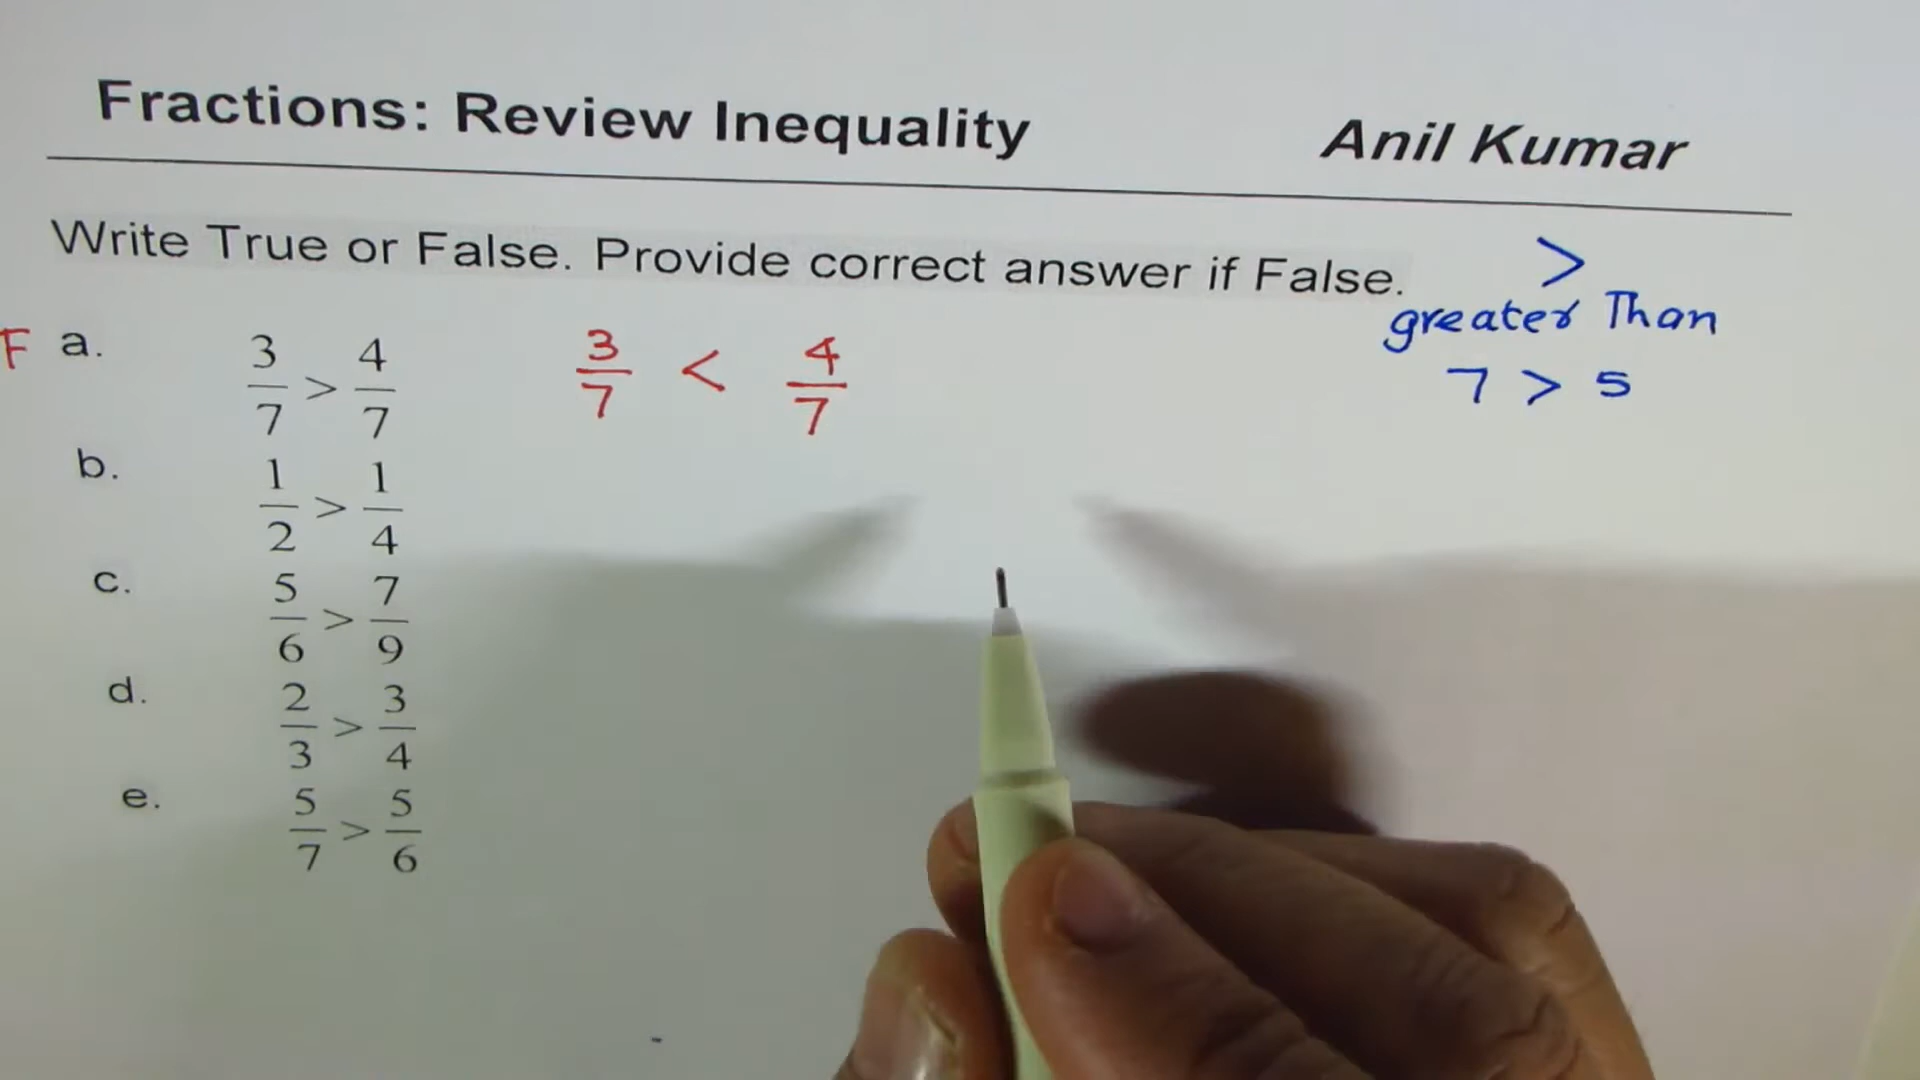 Fractions: Review Inequality Anil Kumar
Write True or False. Provide correct answer if False. >
greater Than
7 > 5
F a. 3/7 > 4/7 3/7 < 4/7
b. 1/2 > 1/4
c. 5/6 > 7/9
d. 2/3 > 3/4
e. 5/7 > 5/6